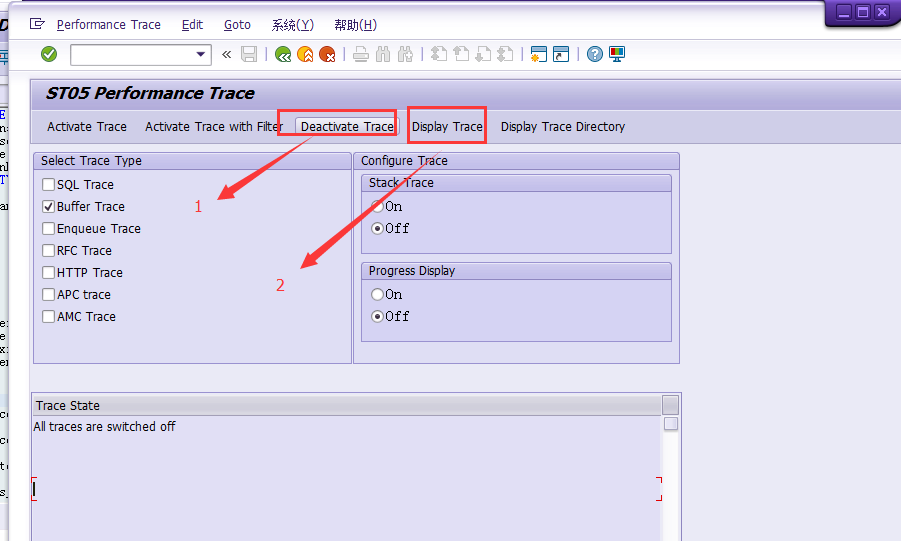 Performance Trace Edit Goto 系统(Y) 帮助(H)
ST05 Performance Trace
Activate Trace Activate Trace with Filter Deactivate Trace Display Trace Display Trace Directory
Select Trace Type
SQL Trace
Buffer Trace
Enqueue Trace
RFC Trace
HTTP Trace
APC trace
AMC Trace
1
Configure Trace
Stack Trace
On
Off
2
Progress Display
On
Off
Trace State
All traces are switched off